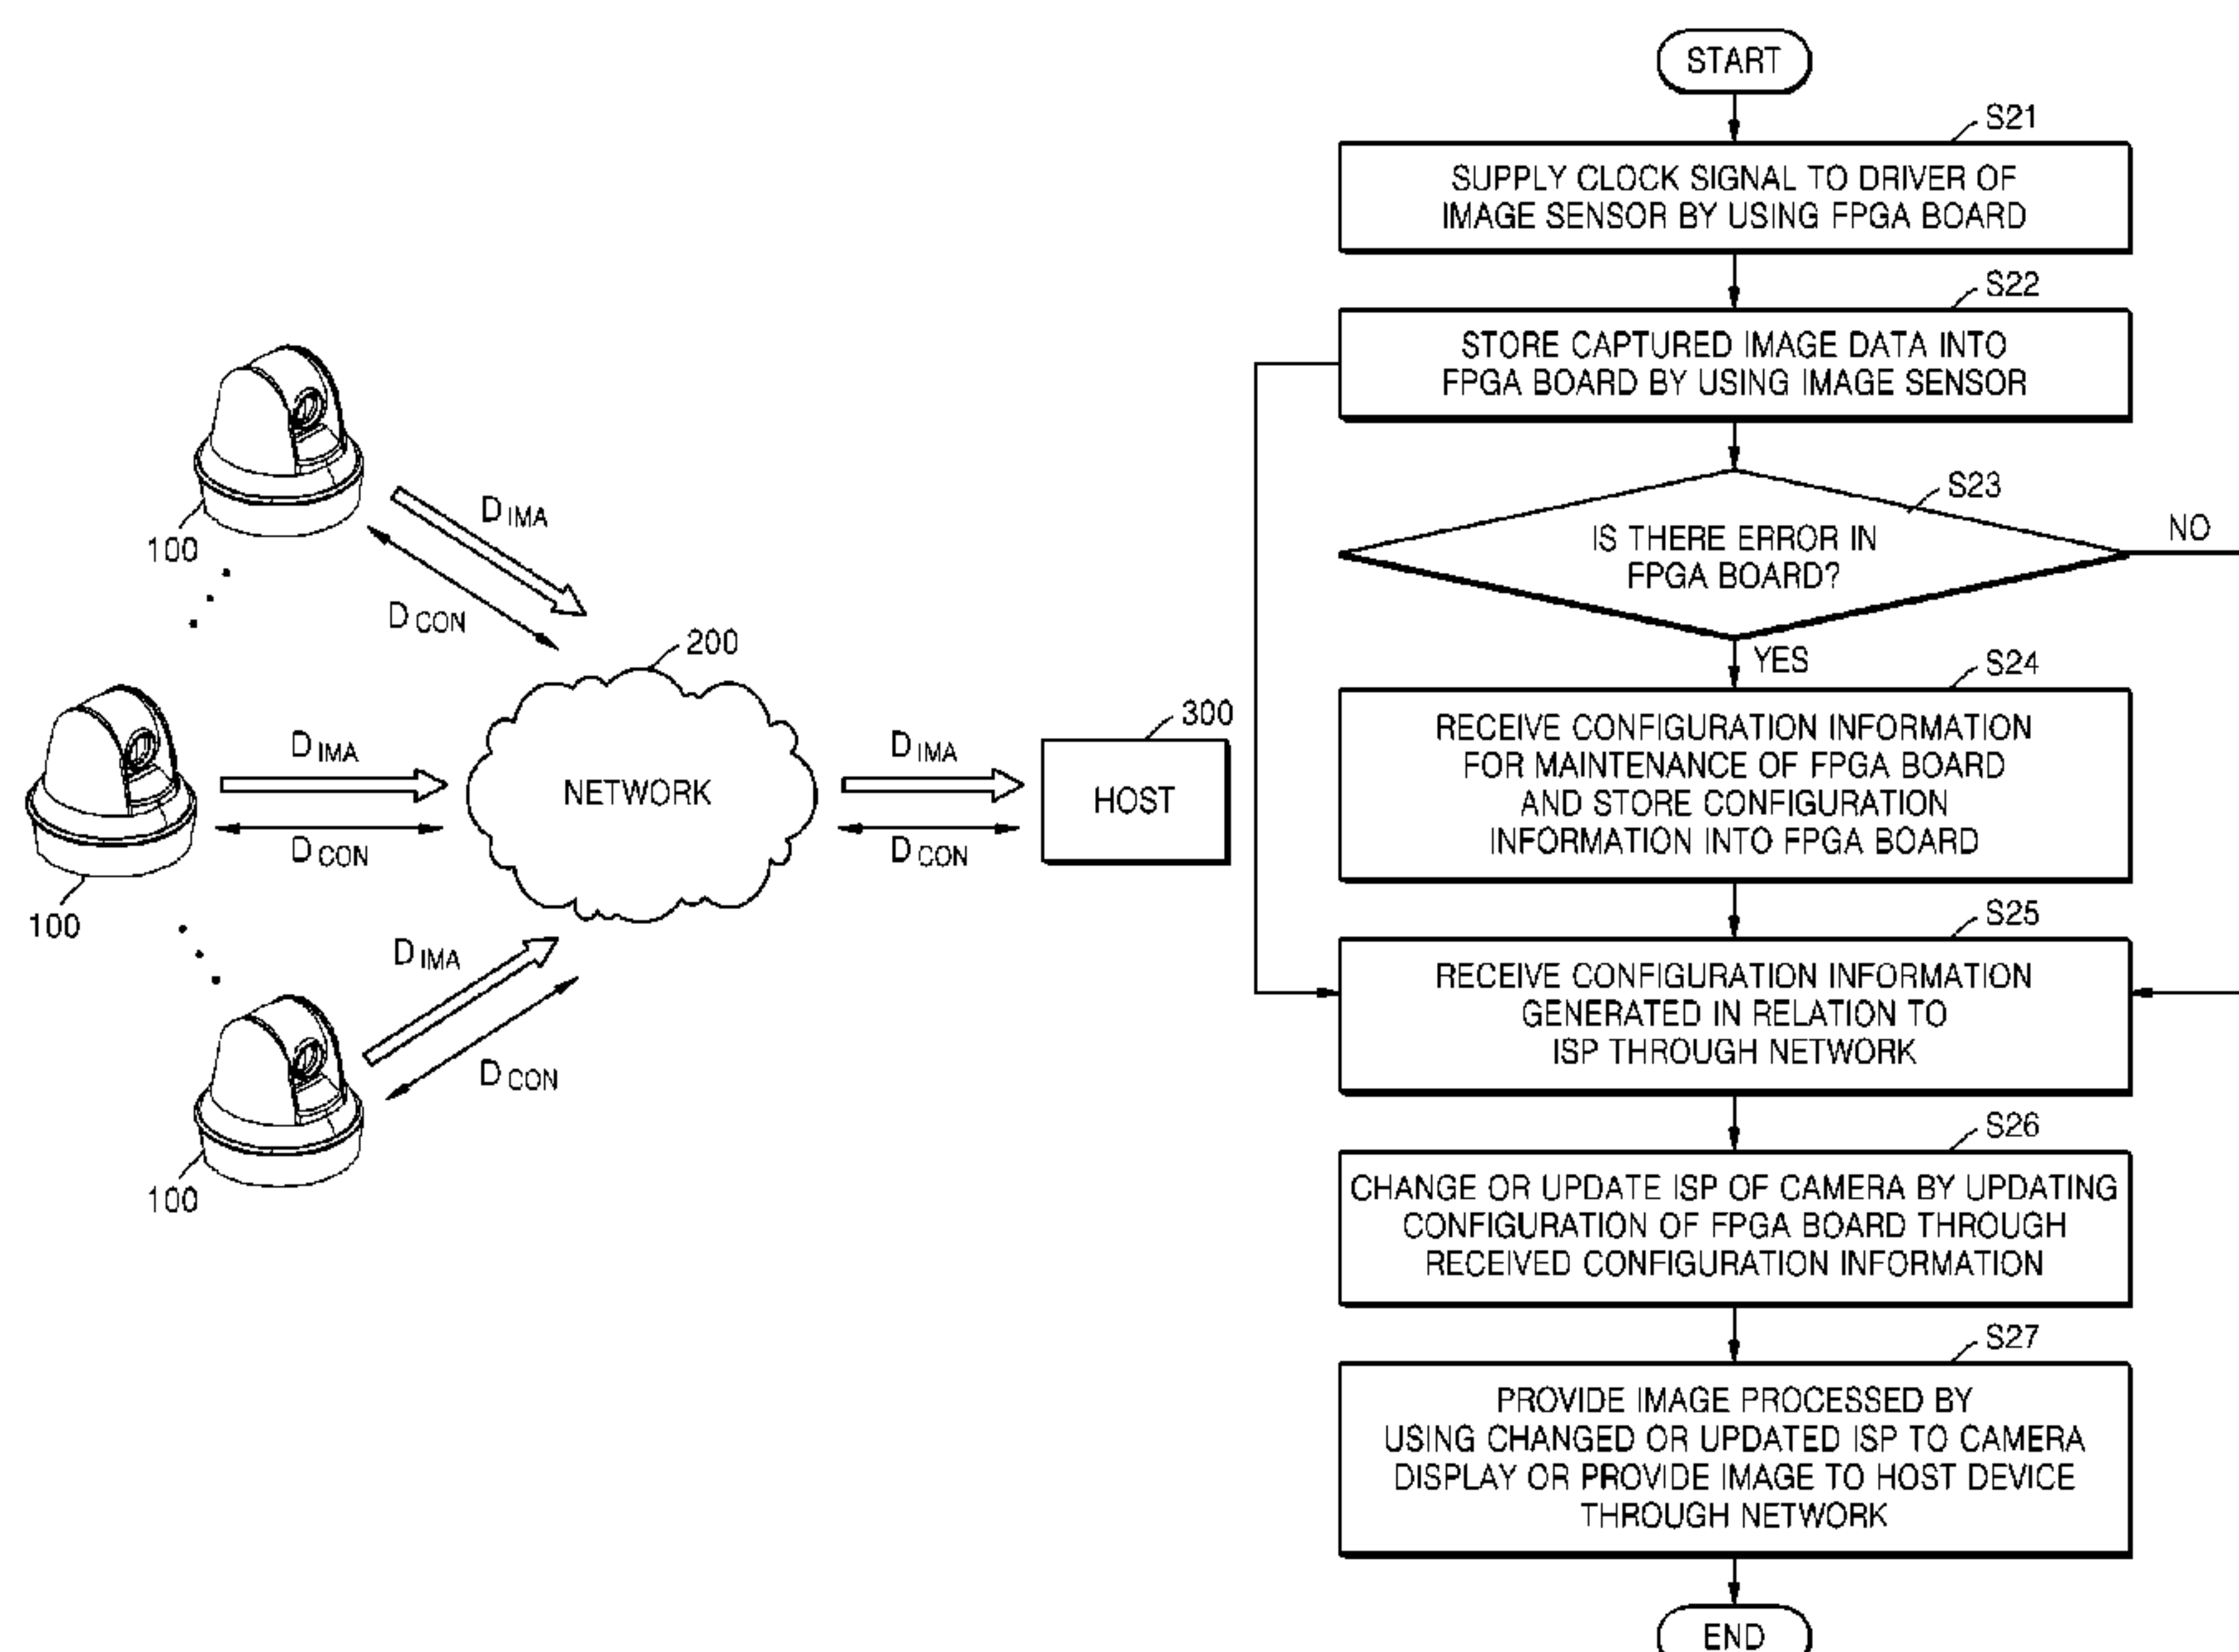 100
D IMA
D CON
200
NETWORK
100
D IMA
D CON
D IMA
D CON
300
HOST
100
D IMA
D CON
START
S21
SUPPLY CLOCK SIGNAL TO DRIVER OF
IMAGE SENSOR BY USING FPGA BOARD
S22
STORE CAPTURED IMAGE DATA INTO
FPGA BOARD BY USING IMAGE SENSOR
S23
IS THERE ERROR IN
FPGA BOARD?
NO
YES
S24
RECEIVE CONFIGURATION INFORMATION
FOR MAINTENANCE OF FPGA BOARD
AND STORE CONFIGURATION
INFORMATION INTO FPGA BOARD
S25
RECEIVE CONFIGURATION INFORMATION
GENERATED IN RELATION TO
ISP THROUGH NETWORK
S26
CHANGE OR UPDATE ISP OF CAMERA BY UPDATING
CONFIGURATION OF FPGA BOARD THROUGH
RECEIVED CONFIGURATION INFORMATION
S27
PROVIDE IMAGE PROCESSED BY
USING CHANGED OR UPDATED ISP TO CAMERA
DISPLAY OR PROVIDE IMAGE TO HOST DEVICE
THROUGH NETWORK
END